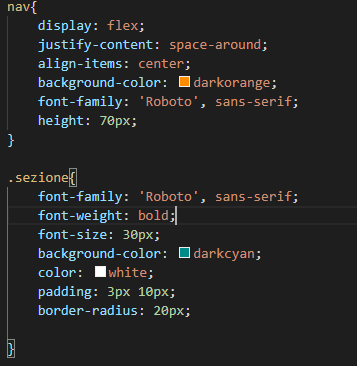 nav{
display: flex;
justify-content: space-around;
align-items: center;
background-color: darkorange;
font-family: 'Roboto', sans-serif;
height: 70px;
}
.sezione{
font-family: 'Roboto', sans-serif;
font-weight: bold;
font-size: 30px;
background-color: darkcyan;
color: white;
padding: 3px 10px;
border-radius: 20px;
}